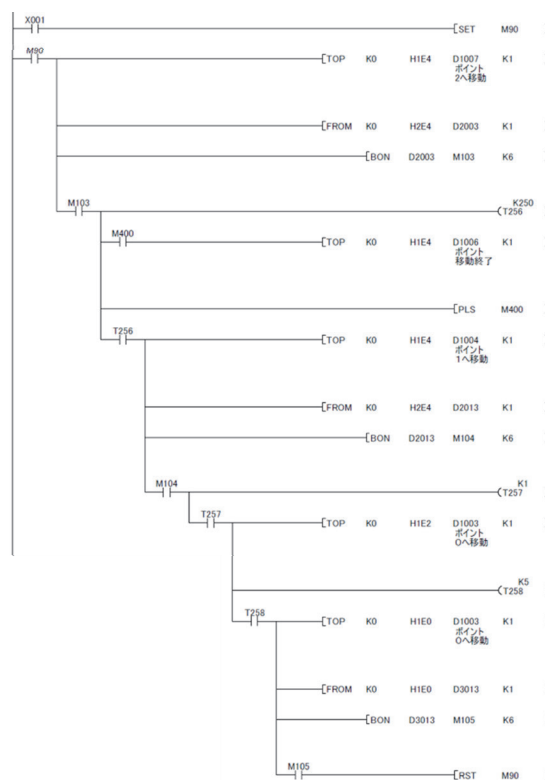 X001
[SET M90
M90
[TOP K0 H1E4 D1007 K1
ポイント
2へ移動
[FROM K0 H2E4 D2003 K1
[BON D2003 M103 K6
M103
K250
(T256
M400
[TOP K0 H1E4 D1006 K1
ポイント
移動終了
[PLS M400
T256
[TOP K0 H1E4 D1004 K1
ポイント
1へ移動
[FROM K0 H2E4 D2013 K1
[BON D2013 M104 K6
M104
K1
(T257
T257
[TOP K0 H1E2 D1003 K1
ポイント
0へ移動
K5
(T258
T258
[TOP K0 H1E0 D1003 K1
ポイント
0へ移動
[FROM K0 H1E0 D3013 K1
[BON D3013 M105 K6
M105
[RST M90